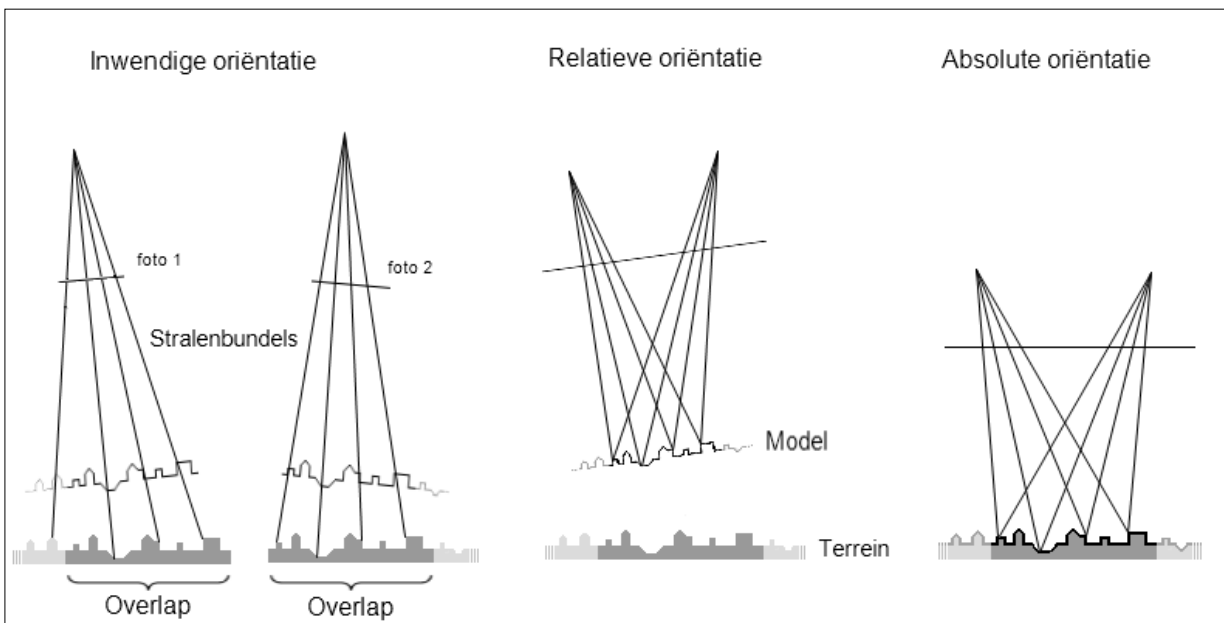 Inwendige oriëntatie
Relatieve oriëntatie
Absolute oriëntatie
foto 1
foto 2
Stralenbundels
Model
Terrein
Overlap
Overlap